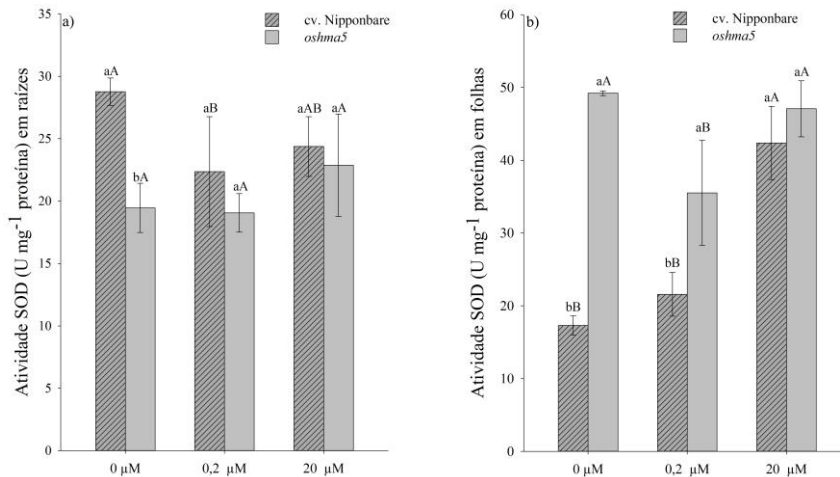 a)
cv. Nipponbare
oshma5
Atividade SOD (U mg⁻¹ proteína) em raízes
35
30
25
20
15
10
5
0
aA
bA
aB
aA
aAB
aA
0 µM
0,2 µM
20 µM
b)
cv. Nipponbare
oshma5
Atividade SOD (U mg⁻¹ proteína) em folhas
60
50
40
30
20
10
0
bB
aA
bB
aB
aA
aA
0 µM
0,2 µM
20 µM